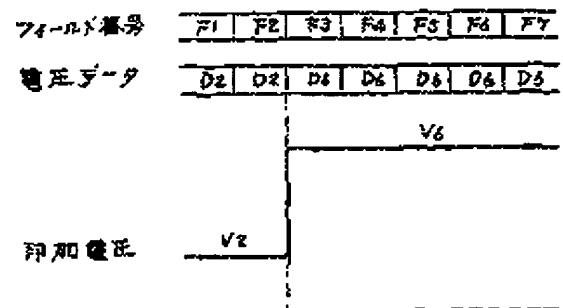 フィールド番号 F1 F2 F3 F4 F5 F6 F7
電圧データ D2 D2 D6 D6 D6 D6 D6
V6
V2
印加電圧